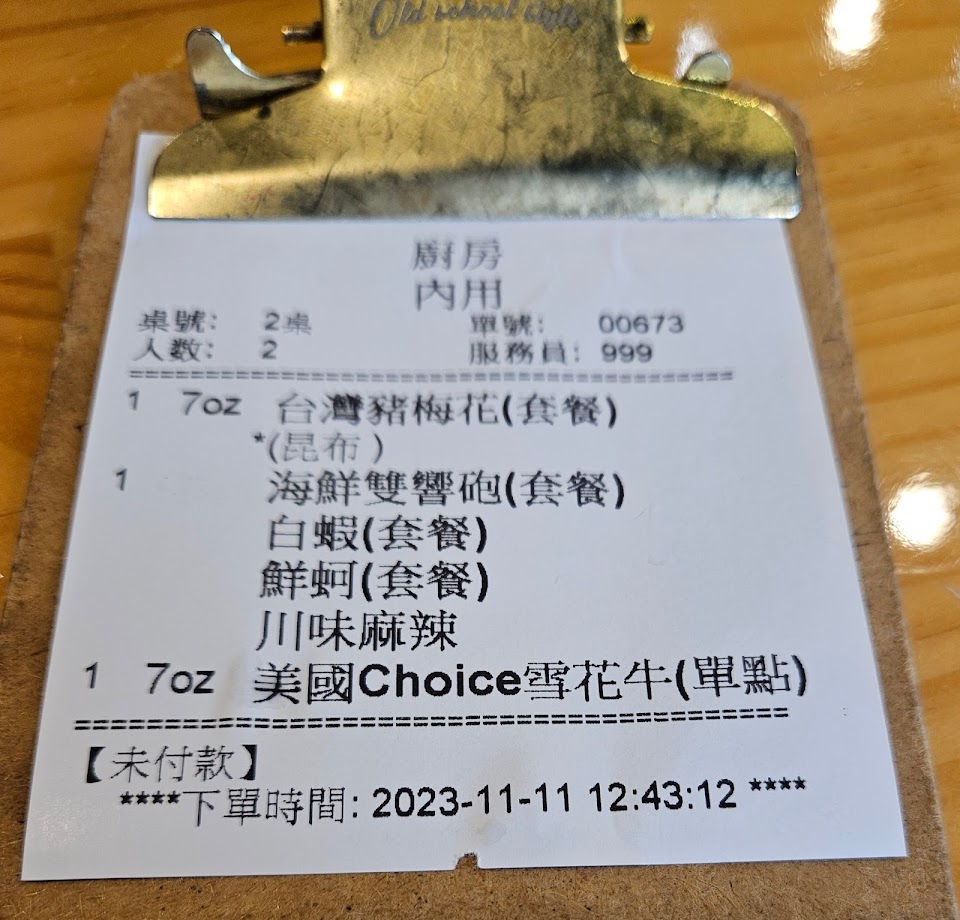 Old school style
廚房
內用
桌號: 2桌 單號: 00673
人数: 2 服務員: 999
1 7oz 台灣豬梅花(套餐)
*(昆布)
1 海鮮雙響砲(套餐)
白蝦(套餐)
鮮蚵(套餐)
川味麻辣
1 7oz 美國Choice雪花牛(單點)
【未付款】
****下單時間: 2023-11-11 12:43:12 ****